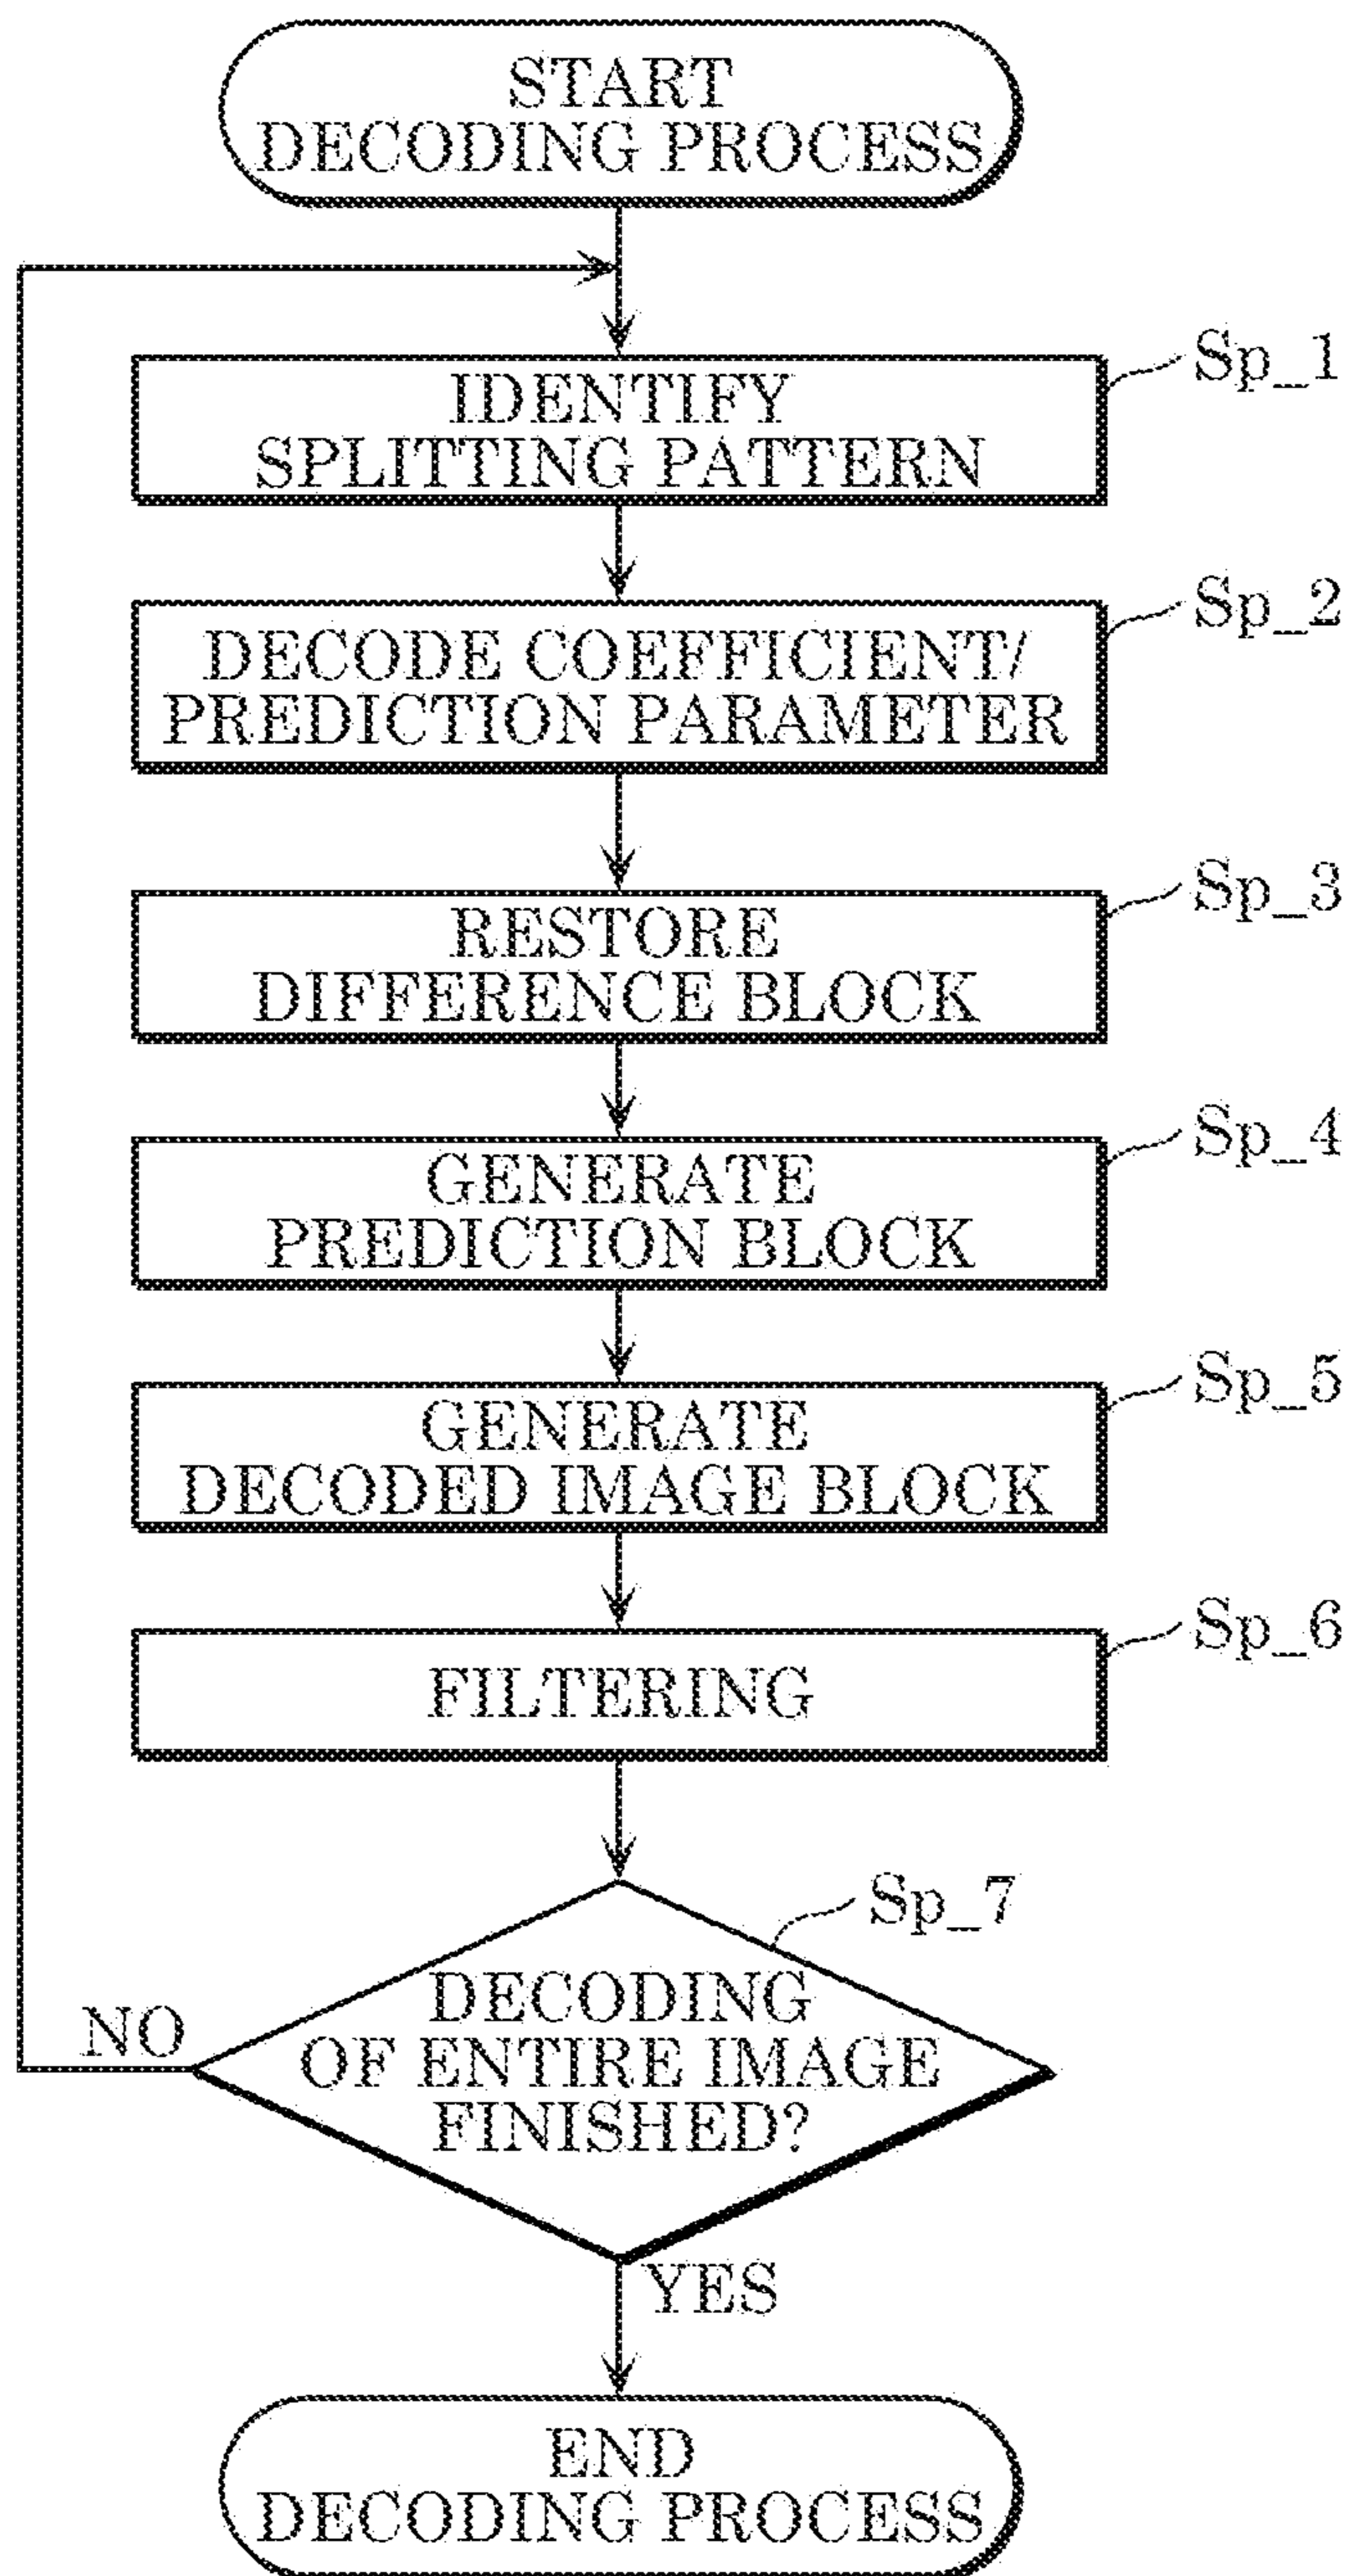 START
DECODING PROCESS
Sp_1
IDENTIFY
SPLITTING PATTERN
Sp_2
DECODE COEFFICIENT/
PREDICTION PARAMETER
Sp_3
RESTORE
DIFFERENCE BLOCK
Sp_4
GENERATE
PREDICTION BLOCK
Sp_5
GENERATE
DECODED IMAGE BLOCK
Sp_6
FILTERING
Sp_7
DECODING
OF ENTIRE IMAGE
FINISHED?
NO
YES
END
DECODING PROCESS